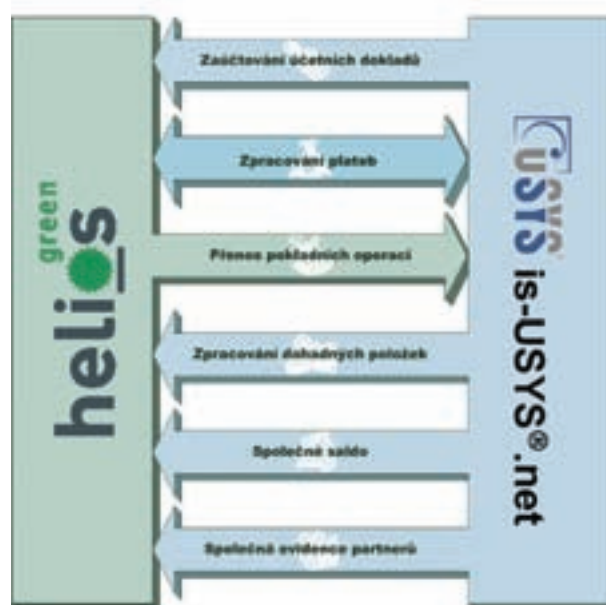 helios
green
Zaúčtování účetních dokladů
Zpracování plateb
Přenos pokladních operací
Zpracování dohadných položek
Společné saldo
Společná evidence partnerů
USYS
is-USYS®.net